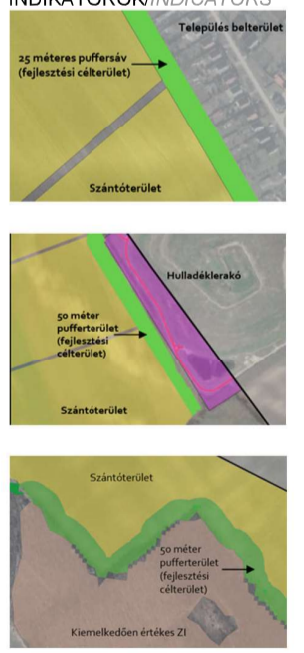 INDIKÁTOROK/INDICATORS
Település belterület
25 méteres puffersáv
(fejlesztési célterület)
Szántóterület
Hulladéklerakó
50 méter
pufferterület
(fejlesztési
célterület)
Szántóterület
Szántóterület
50 méter
pufferterület
(fejlesztési
célterület)
Kiemelkedően értékes ZI